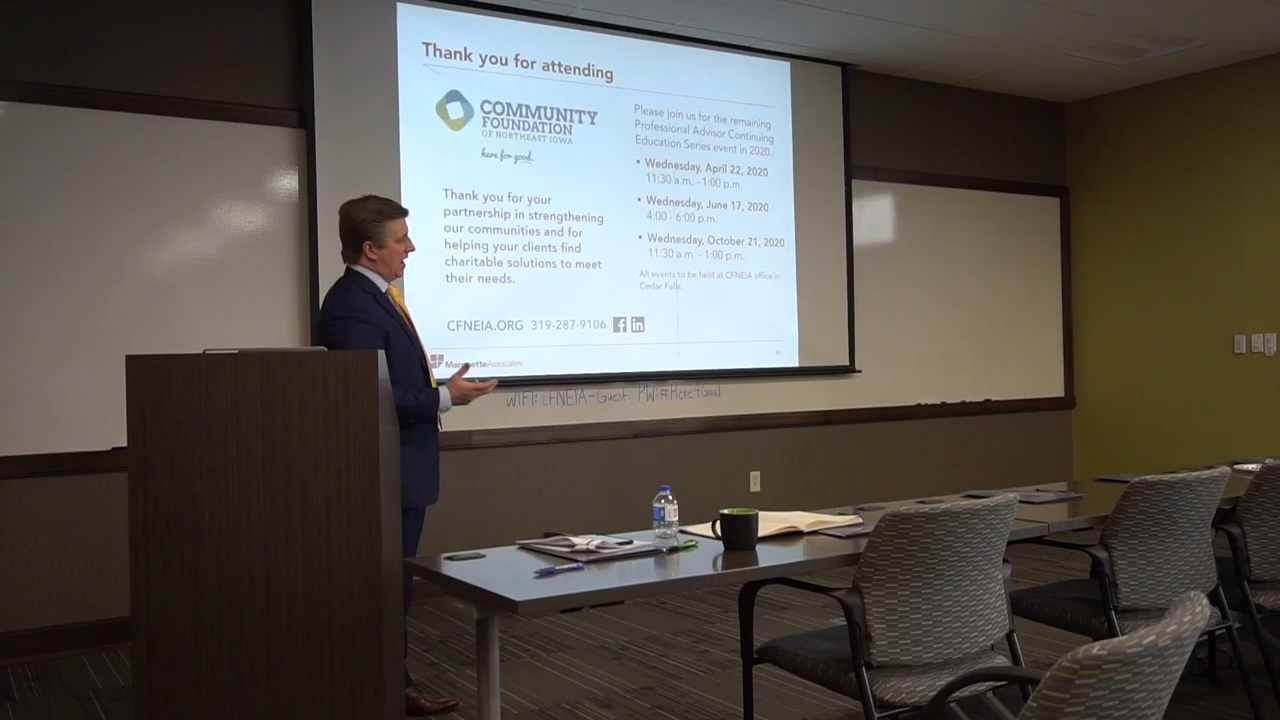 Thank you for attending
COMMUNITY
FOUNDATION
OF NORTHEAST IOWA
here for good.
Thank you for your
partnership in strengthening
our communities and for
helping your clients find
charitable solutions to meet
their needs.
Please join us for the remaining
Professional Advisor Continuing
Education Series event in 2020.
• Wednesday, April 22, 2020
11:30 a.m. - 1:00 p.m.
• Wednesday, June 17, 2020
4:00 - 6:00 p.m.
• Wednesday, October 21, 2020
11:30 a.m. - 1:00 p.m.
All events to be held at CFNEIA office in
Cedar Falls.
CFNEIA.ORG 319-287-9106 f in
MarquetteAssociates
WIFI: CFNEIA-Guest PW:#Here4Good